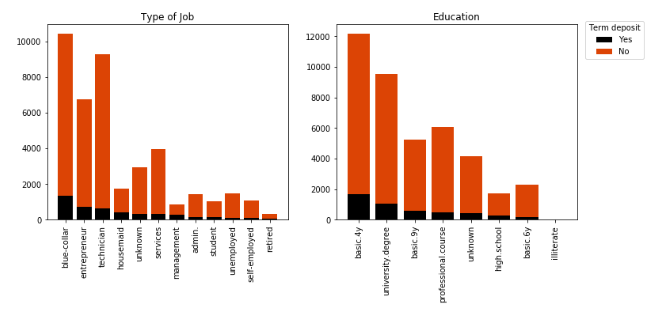 Type of Job
10000
8000
6000
4000
2000
0
blue-collar
entrepreneur
technician
housemaid
unknown
services
management
admin.
student
unemployed
self-employed
retired
Education
12000
10000
8000
6000
4000
2000
0
basic.4y
university.degree
basic.9y
professional.course
unknown
high.school
basic.6y
illiterate
Term deposit
Yes
No